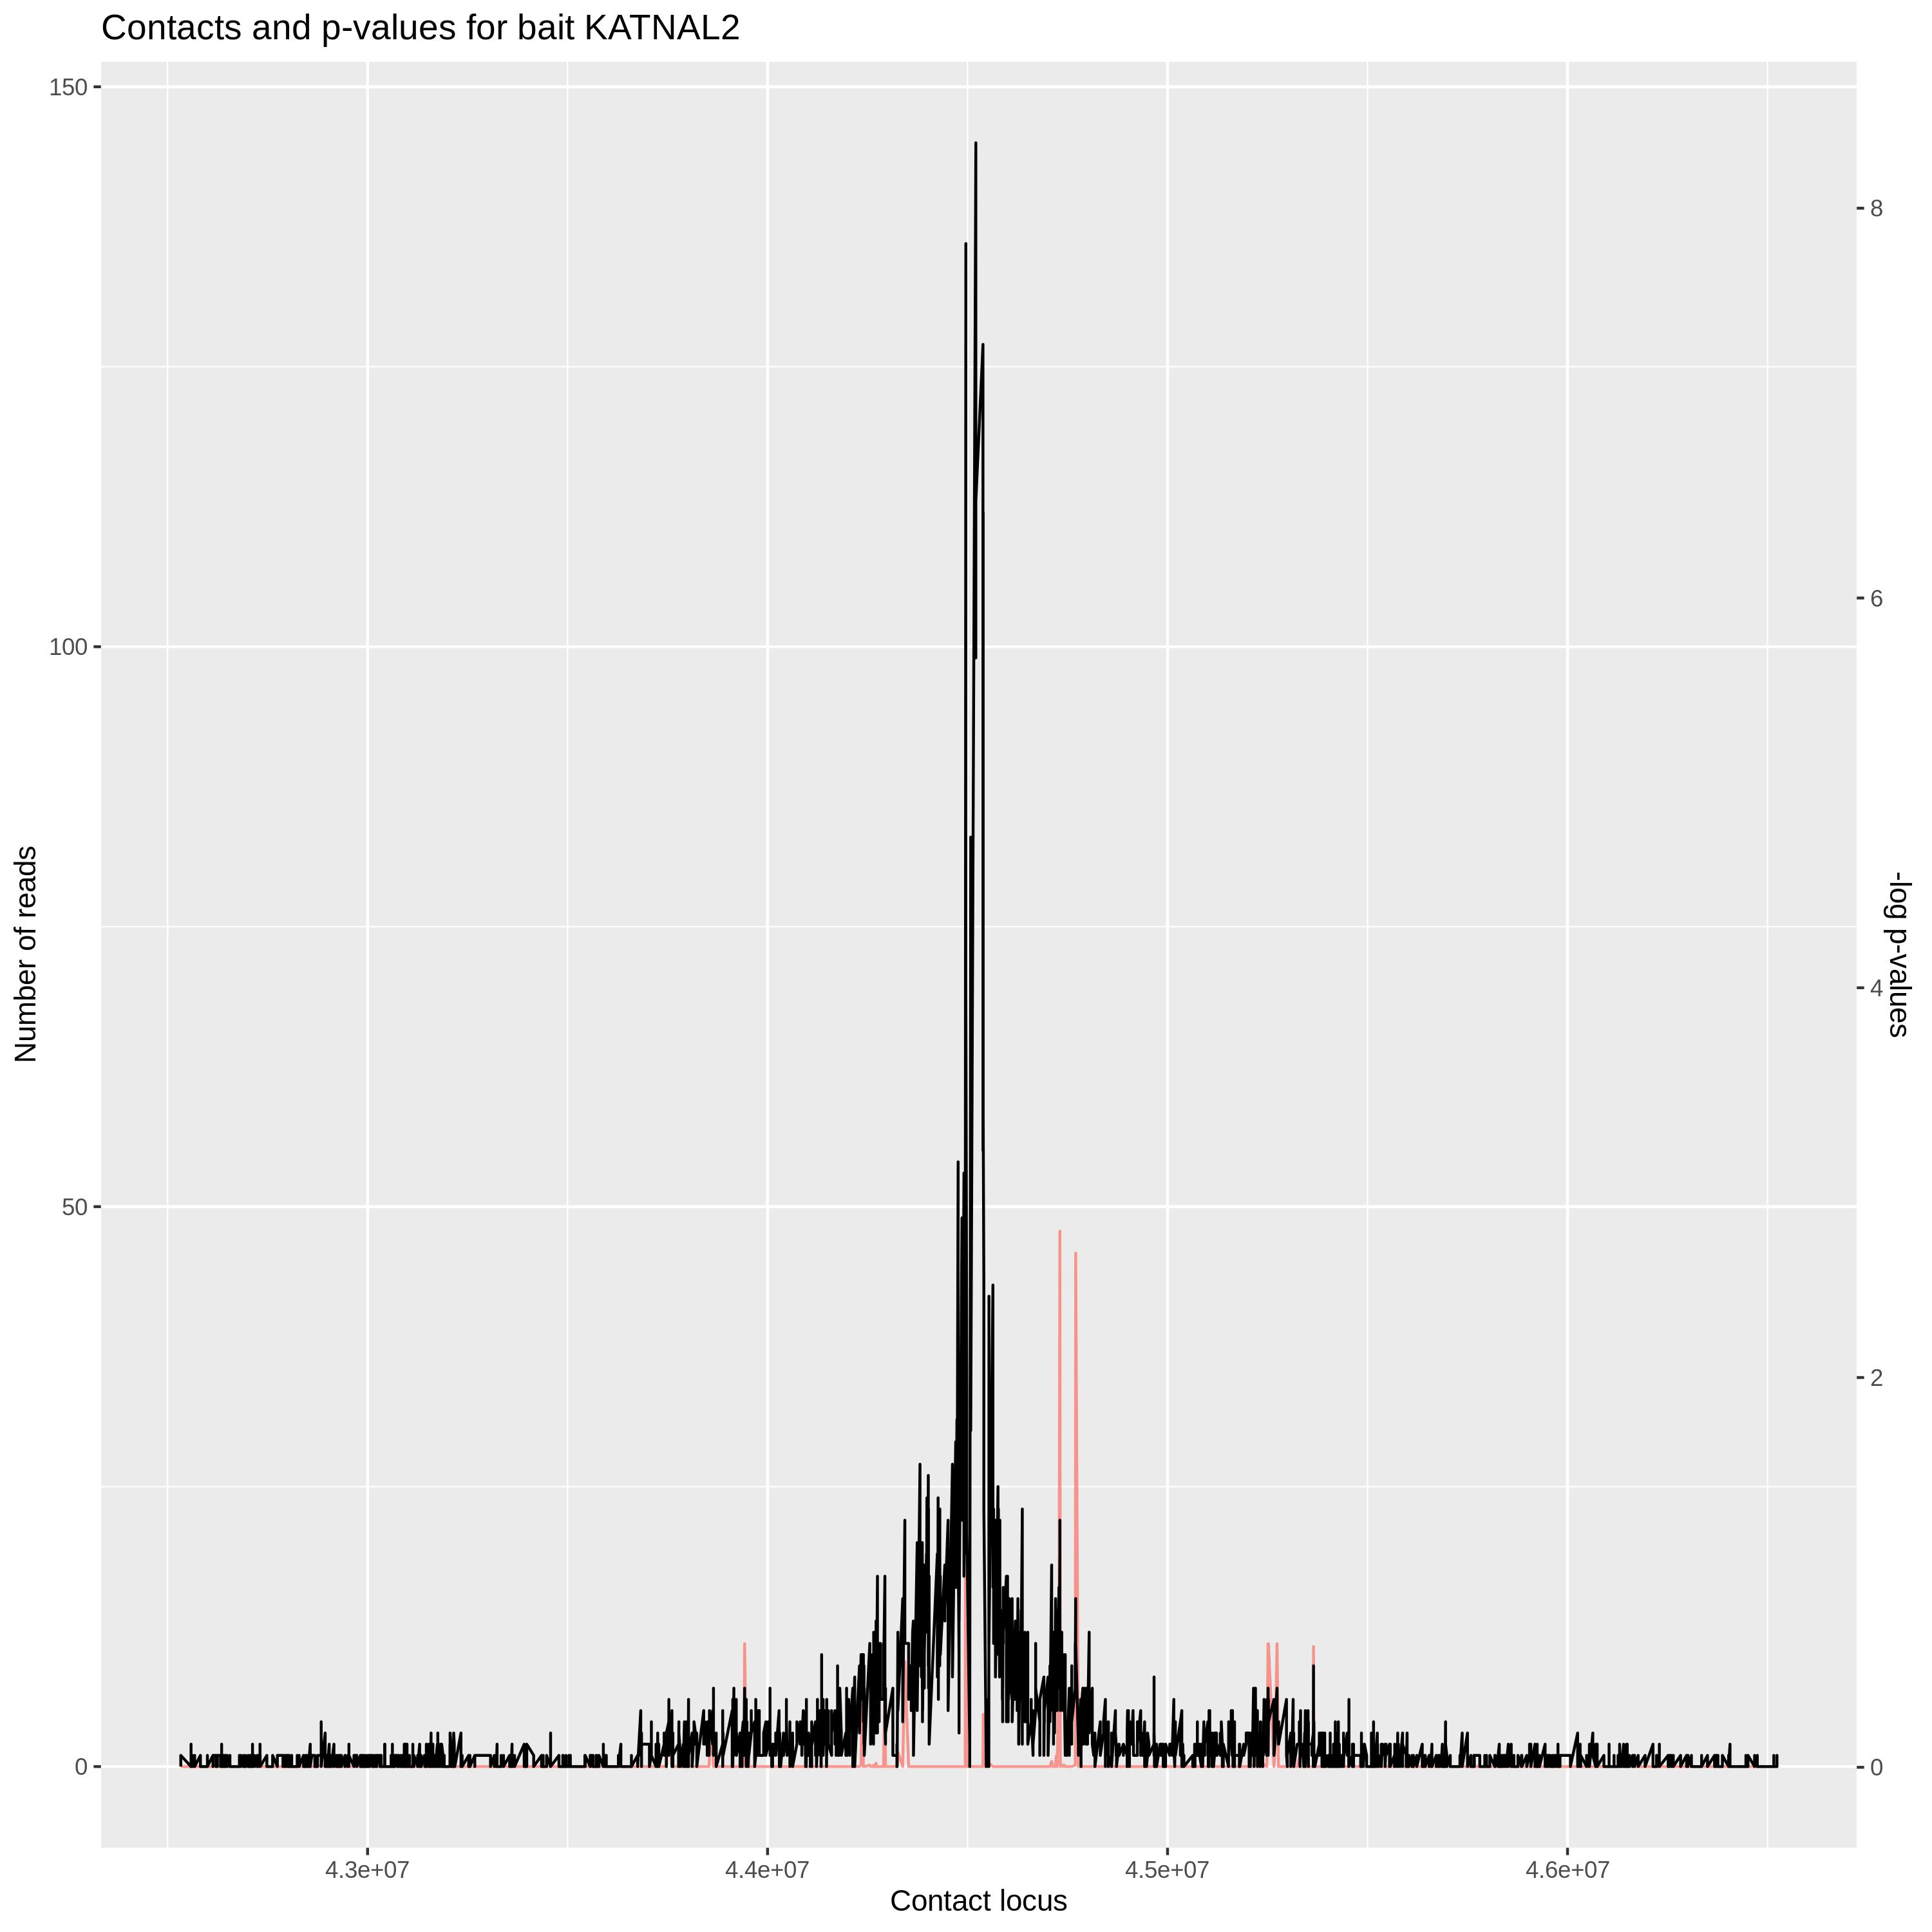 Contacts and p-values for bait KATNAL2
150
100
50
0
Number of reads
8
6
4
2
0
-log p-values
4.3e+07
4.4e+07
4.5e+07
4.6e+07
Contact locus